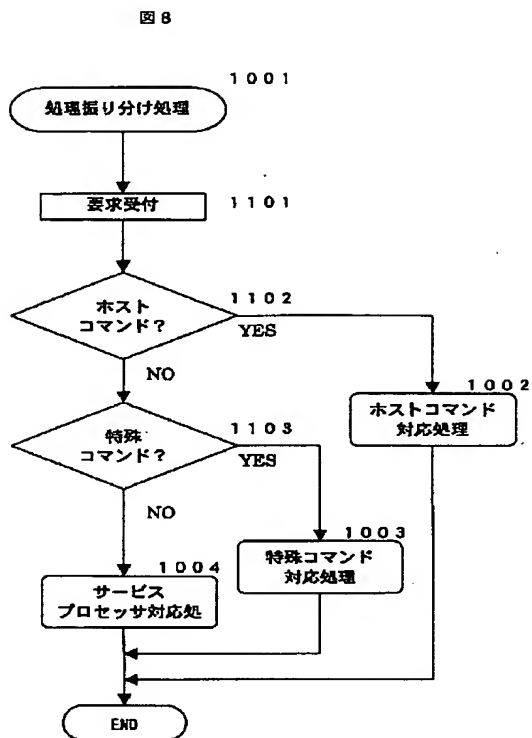 図8
1001
処理振り分け処理
要求受付
1101
ホスト
コマンド?
1102
YES
NO
1002
ホストコマンド
対応処理
特殊
コマンド?
1103
YES
NO
1003
特殊コマンド
対応処理
1004
サービス
プロセッサ対応処
END